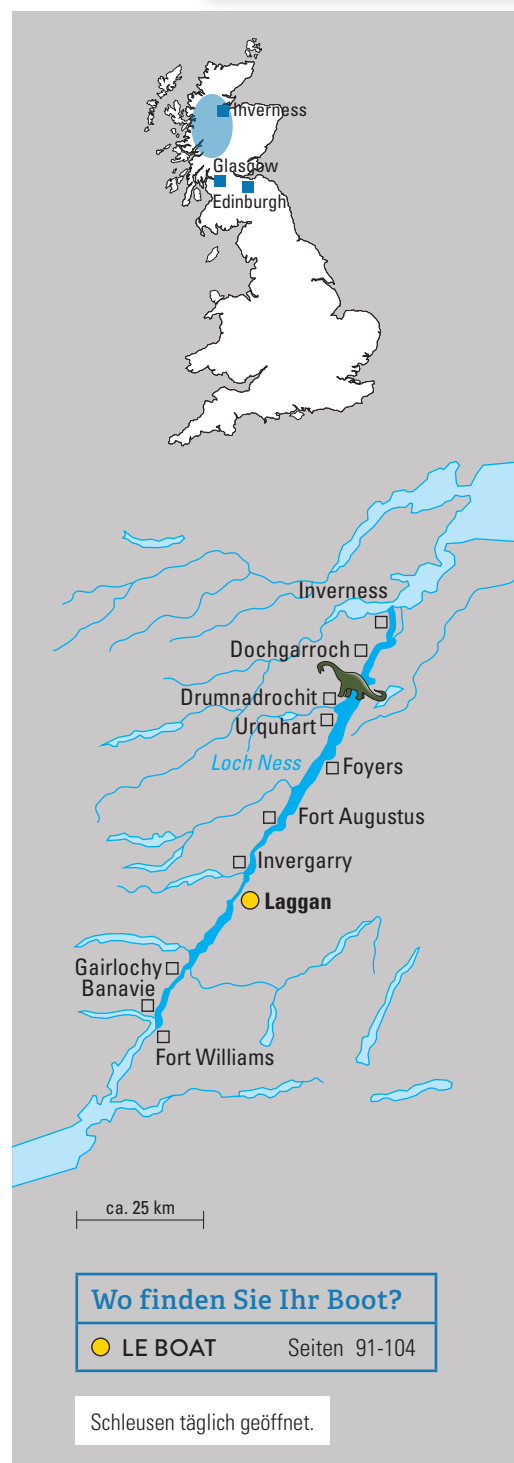 Inverness
Glasgow
Edinburgh
Inverness
Dochgarroch
Drumnadrochit
Urquhart
Loch Ness
Foyers
Fort Augustus
Invergarry
Laggan
Gairlochy
Banavie
Fort Williams
ca. 25 km
Wo finden Sie Ihr Boot?
LE BOAT Seiten 91-104
Schleusen täglich geöffnet.